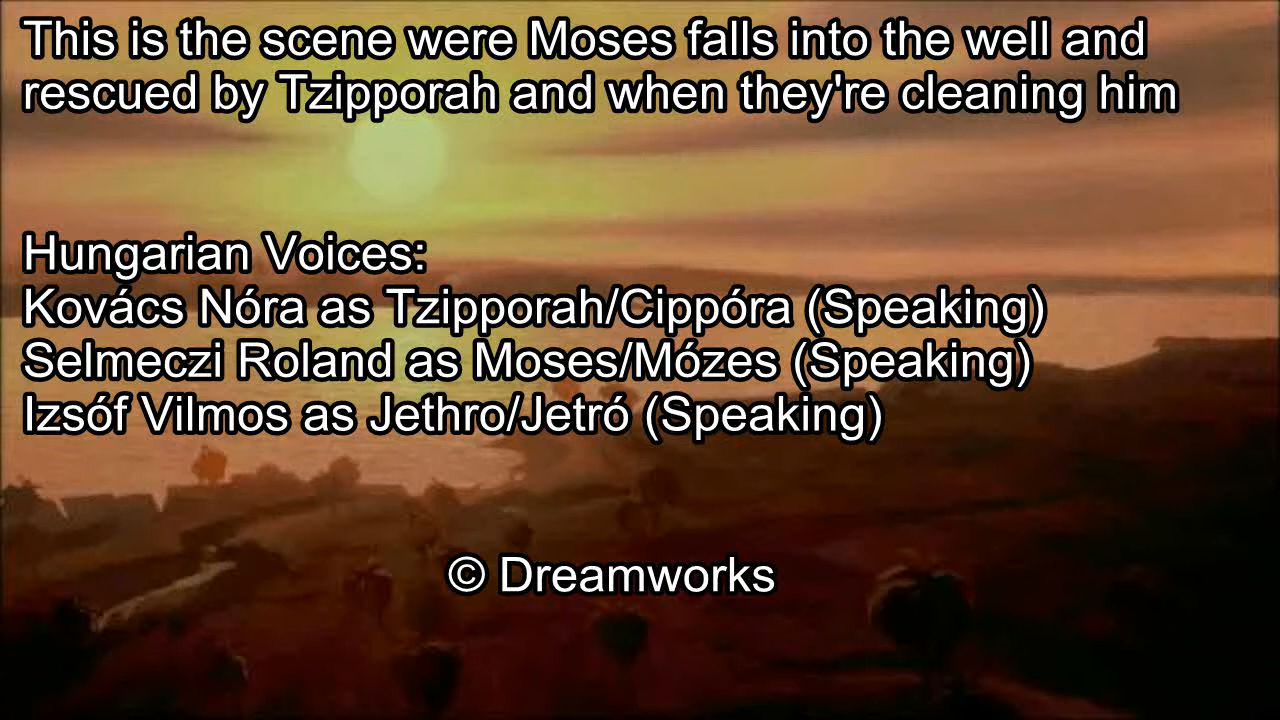 This is the scene were Moses falls into the well and
rescued by Tzipporah and when they're cleaning him
Hungarian Voices:
Kovács Nóra as Tzipporah/Cippóra (Speaking)
Selmeczi Roland as Moses/Mózes (Speaking)
Izsóf Vilmos as Jethro/Jetró (Speaking)
© Dreamworks